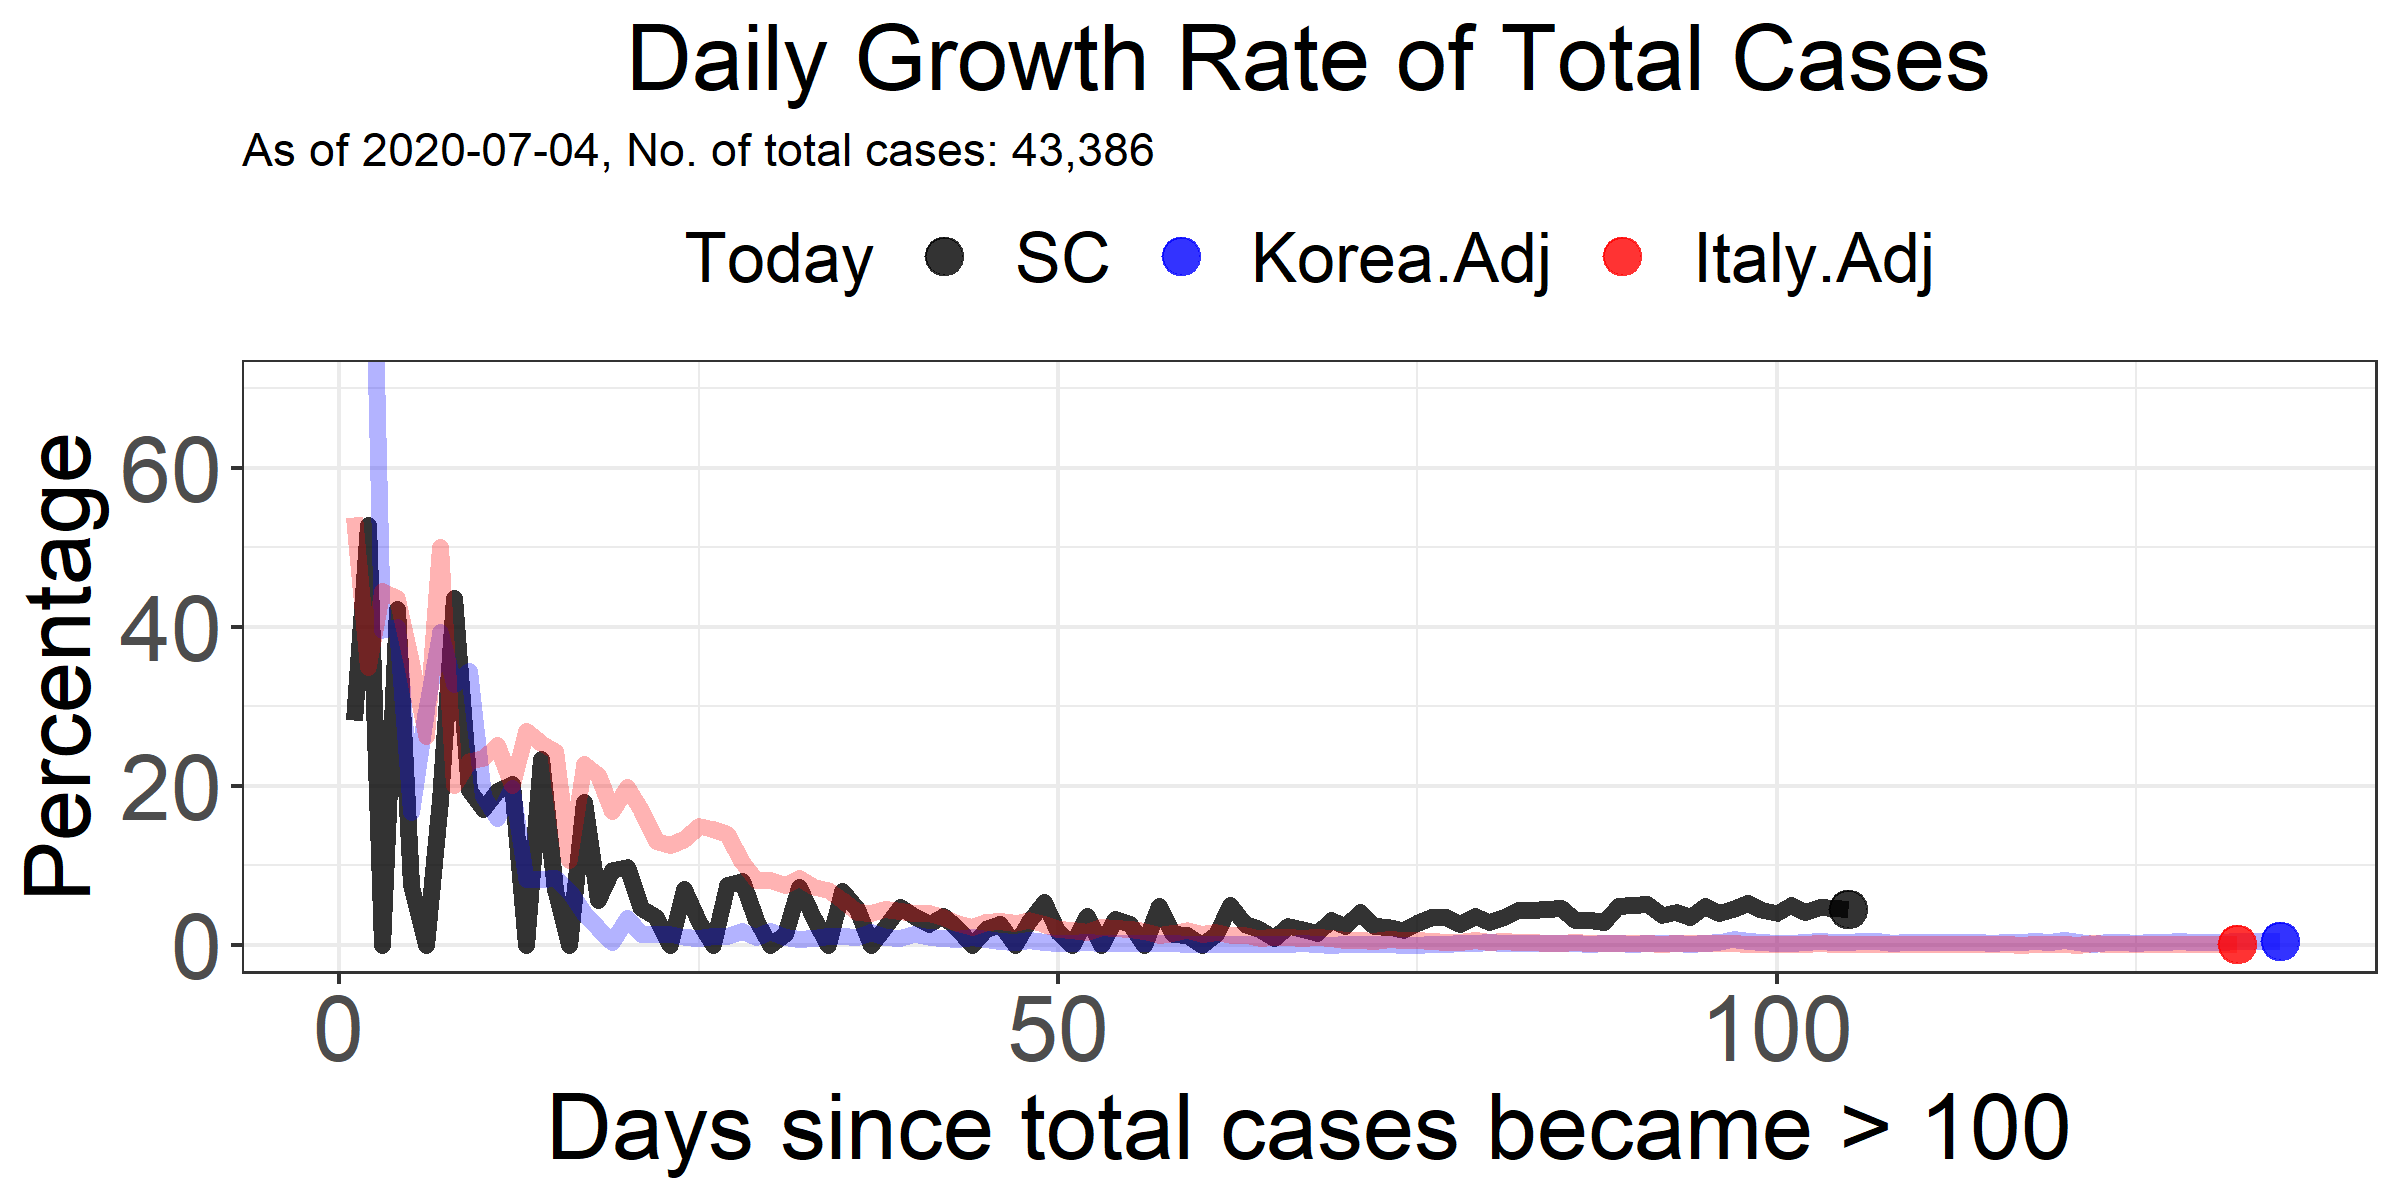 Daily Growth Rate of Total Cases
As of 2020-07-04, No. of total cases: 43,386
Today SC Korea.Adj Italy.Adj
Percentage
60
40
20
0
0 50 100
Days since total cases became > 100